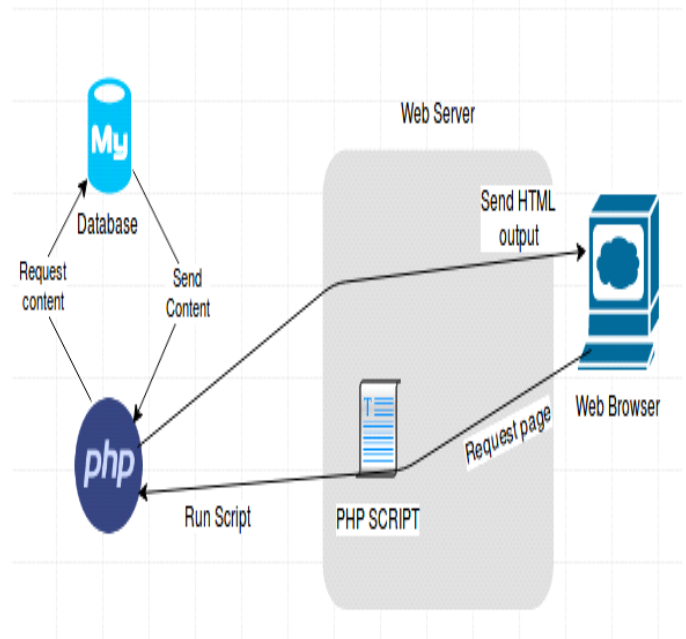 Web Server
My
Database
Send HTML
output
Request
content
Send
Content
T
Web Browser
Request page
php
Run Script
PHP SCRIPT